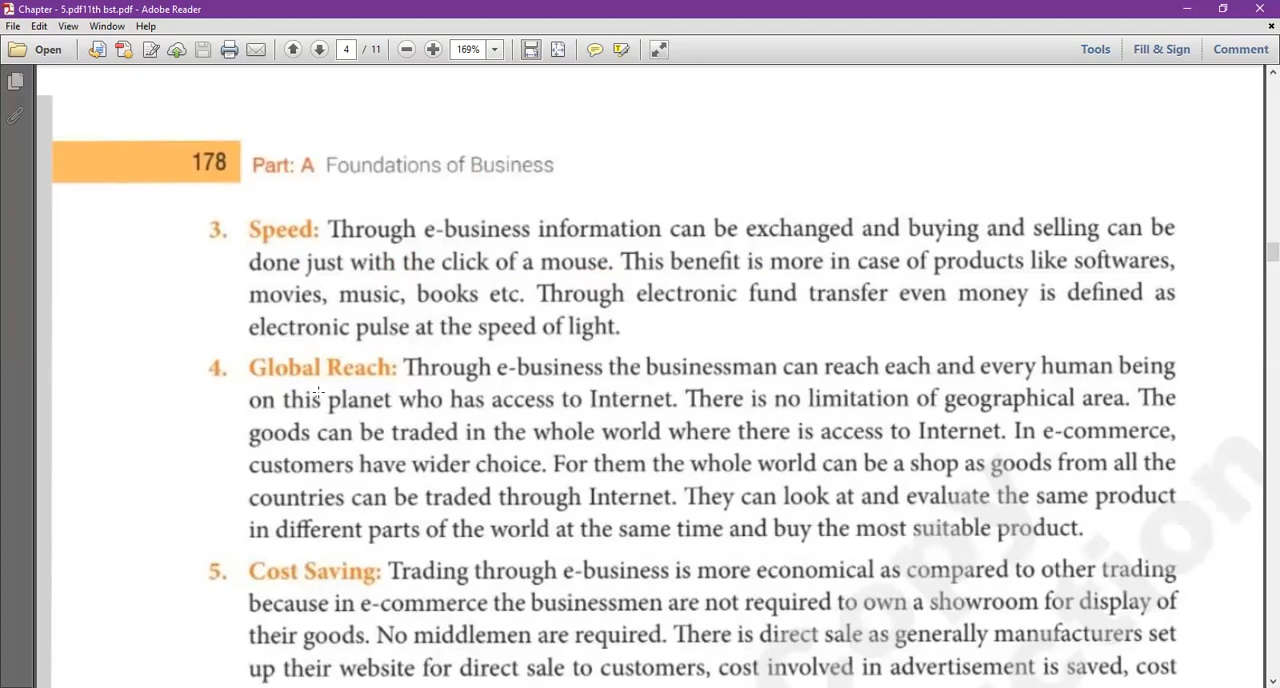 Chapter - 5.pdf11th bst.pdf - Adobe Reader
File Edit View Window Help
Open 4 / 11 169% Tools Fill & Sign Comment
178 Part: A Foundations of Business
3. Speed: Through e-business information can be exchanged and buying and selling can be
done just with the click of a mouse. This benefit is more in case of products like softwares,
movies, music, books etc. Through electronic fund transfer even money is defined as
electronic pulse at the speed of light.
4. Global Reach: Through e-business the businessman can reach each and every human being
on this planet who has access to Internet. There is no limitation of geographical area. The
goods can be traded in the whole world where there is access to Internet. In e-commerce,
customers have wider choice. For them the whole world can be a shop as goods from all the
countries can be traded through Internet. They can look at and evaluate the same product
in different parts of the world at the same time and buy the most suitable product.
5. Cost Saving: Trading through e-business is more economical as compared to other trading
because in e-commerce the businessmen are not required to own a showroom for display of
their goods. No middlemen are required. There is direct sale as generally manufacturers set
up their website for direct sale to customers, cost involved in advertisement is saved, cost